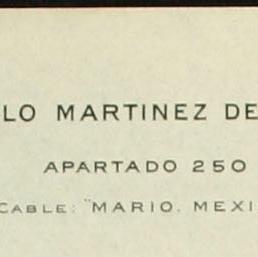 LO MARTINEZ DE
APARTADO 250
CABLE: "MARIO. MEXI